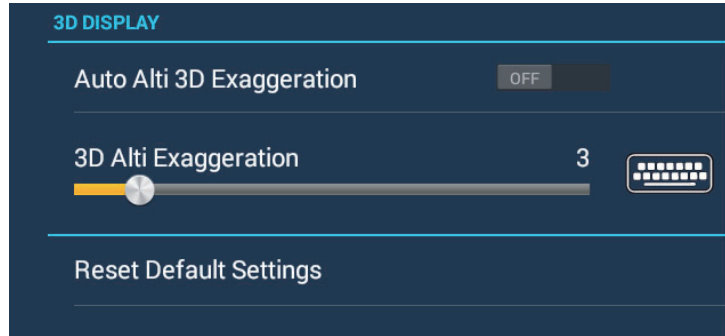 3D DISPLAY
Auto Alti 3D Exaggeration OFF
3D Alti Exaggeration 3
Reset Default Settings